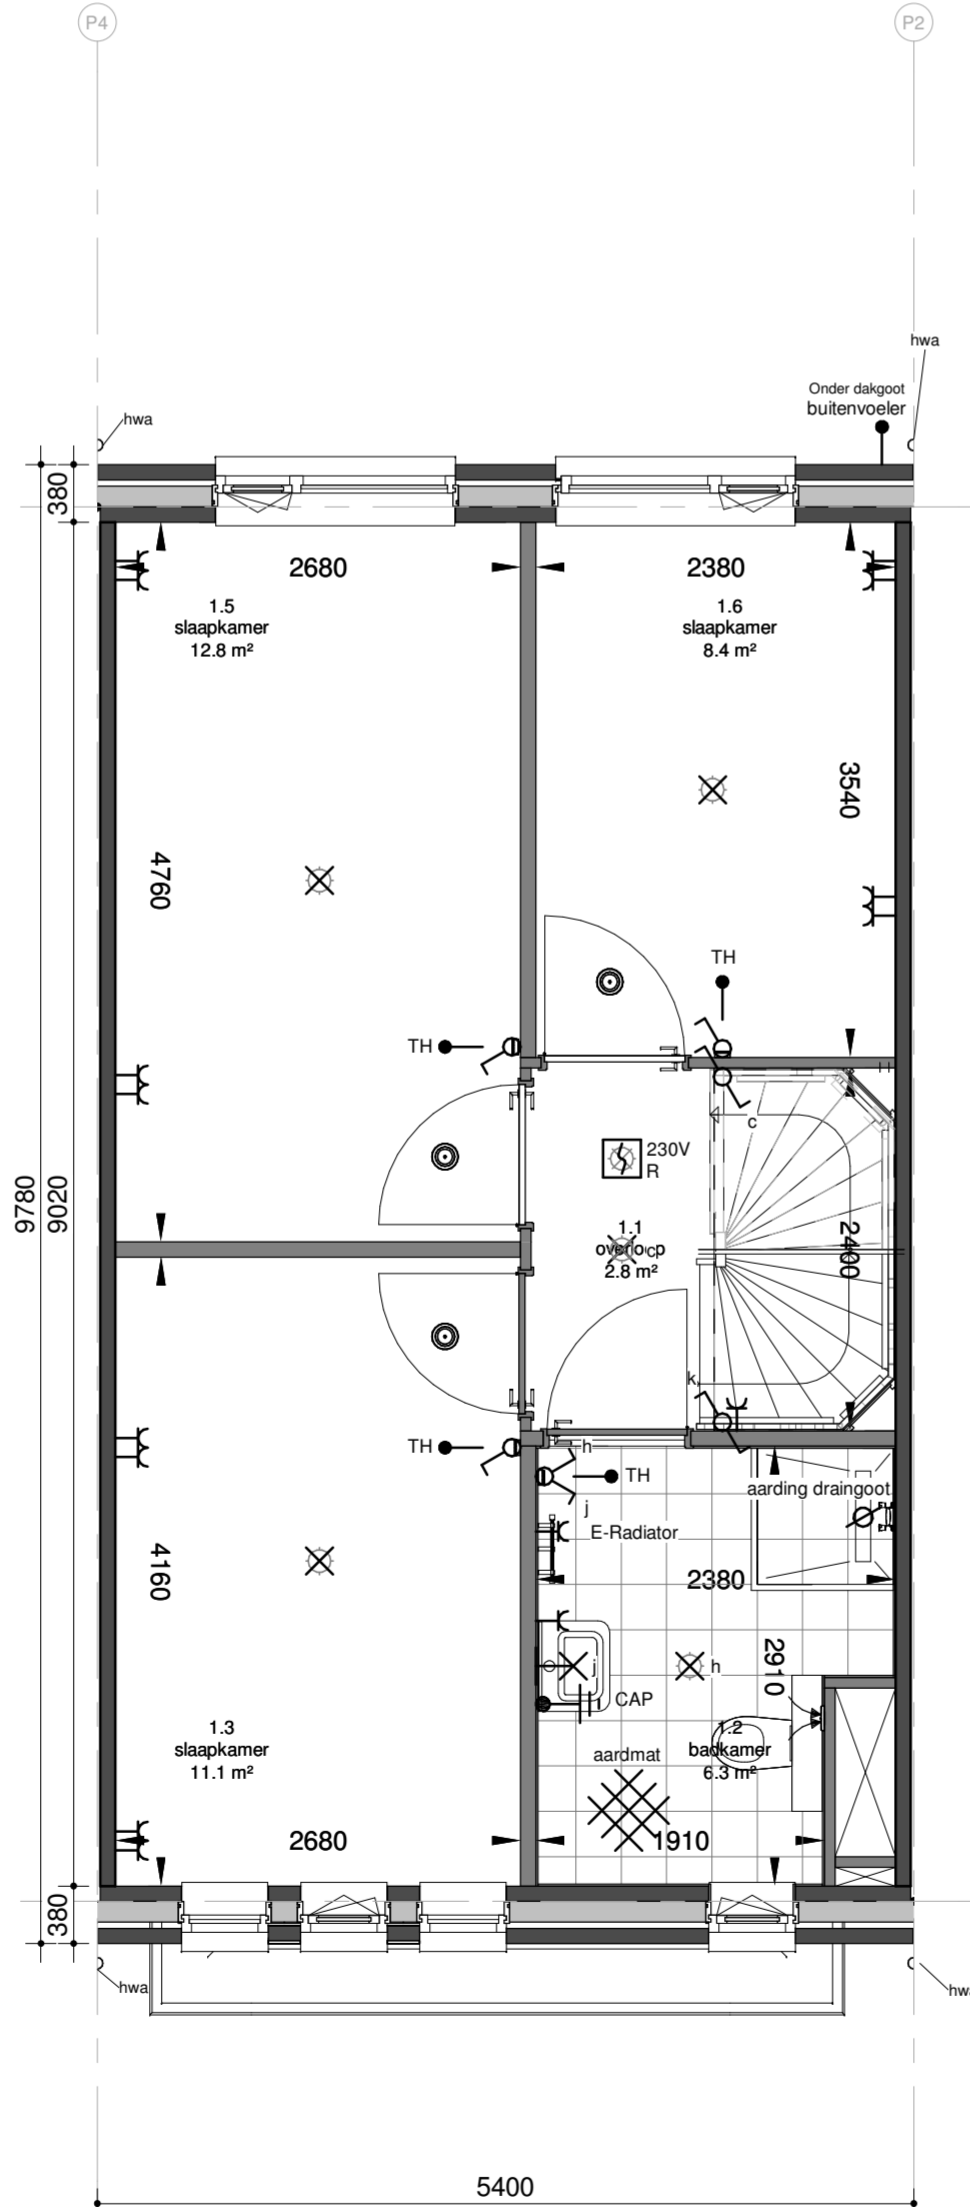 P4
P2
hwa
Onder dakgoot
buitenvoeler
hwa
380
2680
2380
1.5
slaapkamer
12.8 m²
1.6
slaapkamer
8.4 m²
3540
4760
TH
TH
c
230V
R
9780
9020
1.1
overloop
2.8 m²
c
2400
k
TH
h
TH
j
aarding draingoot
E-Radiator
2380
4160
j
h
2910
CAP
1.3
slaapkamer
11.1 m²
aardmat
1.2
badkamer
6.3 m²
2680
1910
380
hwa
hwa
5400